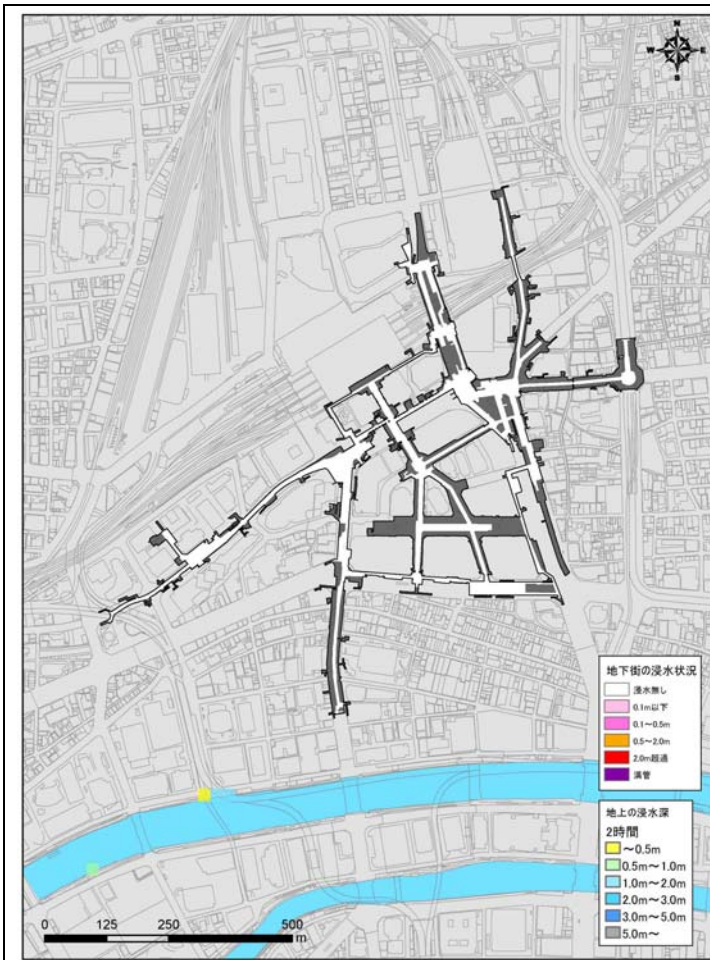 N
W E
S
地下街の浸水状況
浸水無し
0.1m以下
0.1～0.5m
0.5～2.0m
2.0m超過
満管
地上の浸水深
2時間
～0.5m
0.5m～1.0m
1.0m～2.0m
2.0m～3.0m
3.0m～5.0m
5.0m～
0 125 250 500
m